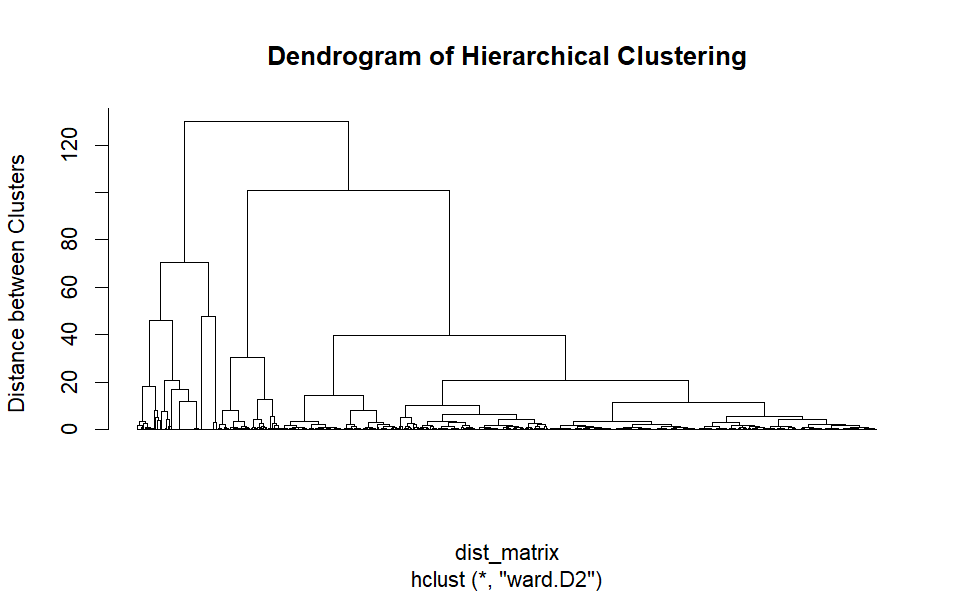 Dendrogram of Hierarchical Clustering
Distance between Clusters
120
80
60
40
20
0
dist_matrix
hclust (*, "ward.D2")